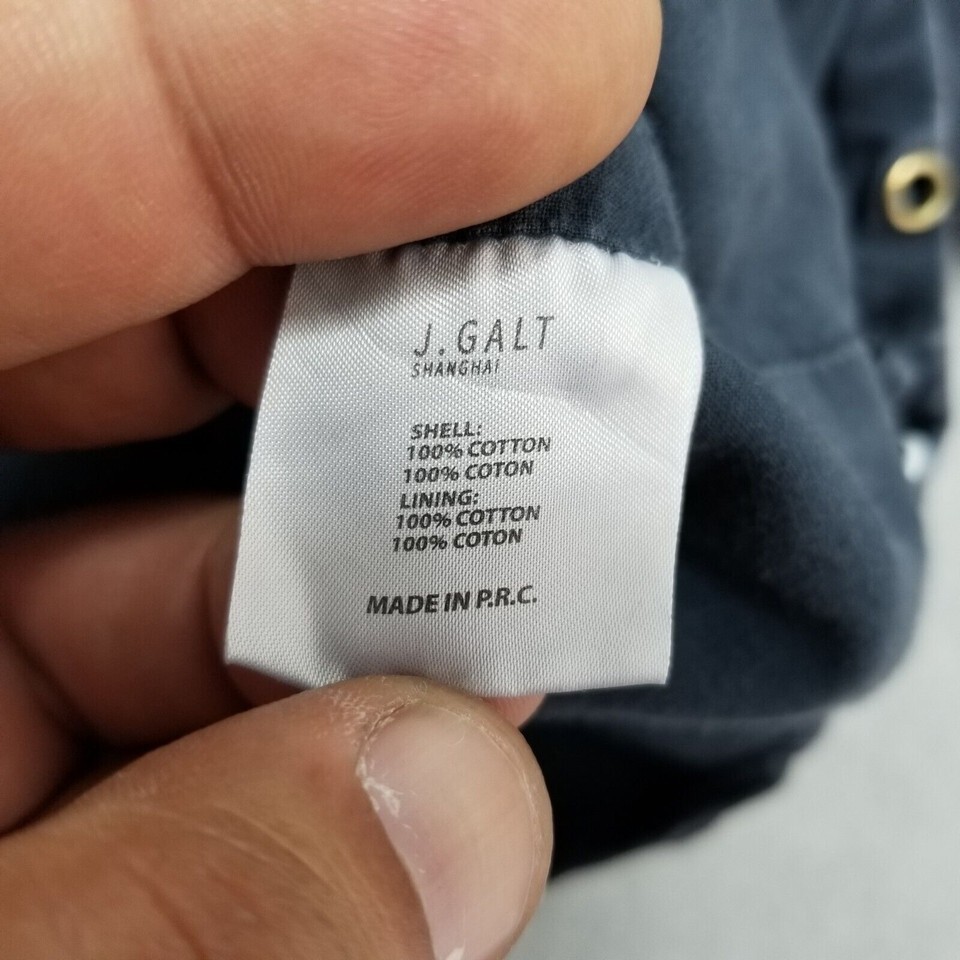 J.GALT
SHANGHAI
SHELL:
100% COTTON
100% COTON
LINING:
100% COTTON
100% COTON
MADE IN P.R.C.